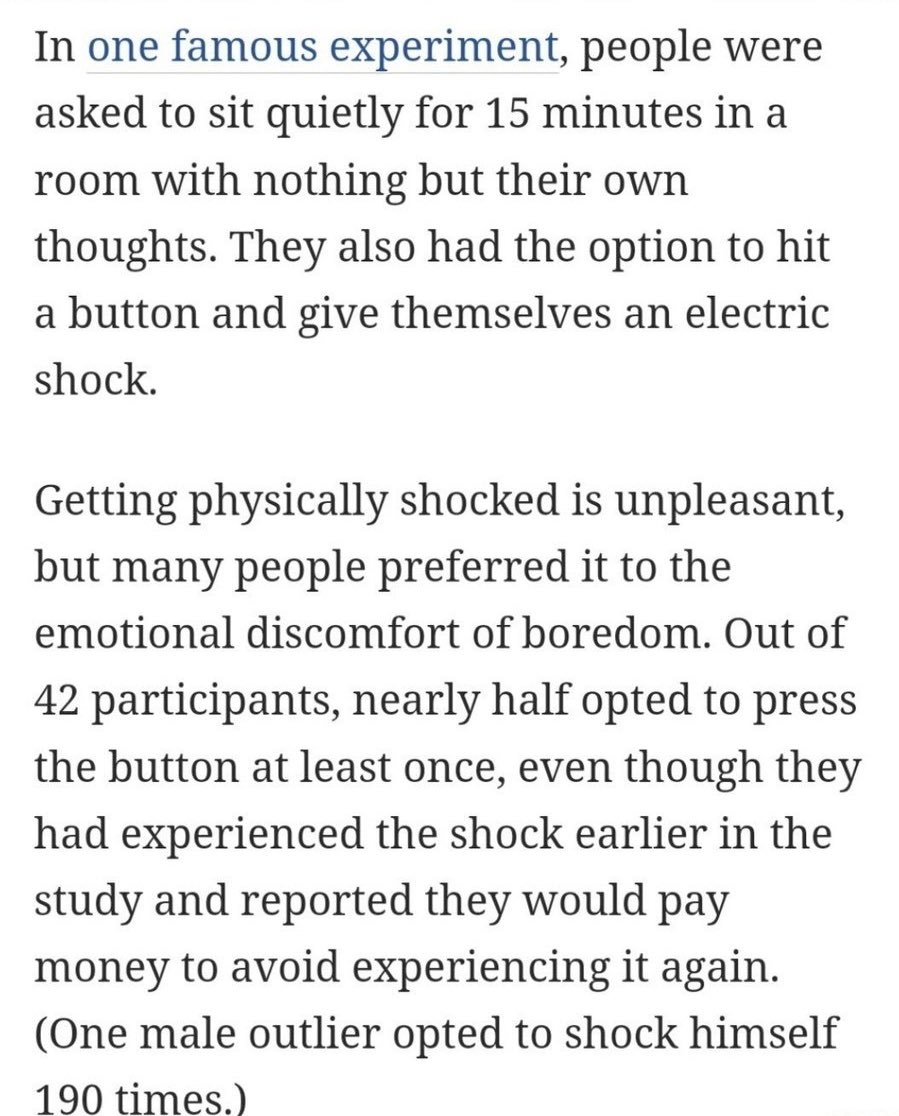 In one famous experiment, people were
asked to sit quietly for 15 minutes in a
room with nothing but their own
thoughts. They also had the option to hit
a button and give themselves an electric
shock.
Getting physically shocked is unpleasant,
but many people preferred it to the
emotional discomfort of boredom. Out of
42 participants, nearly half opted to press
the button at least once, even though they
had experienced the shock earlier in the
study and reported they would pay
money to avoid experiencing it again.
(One male outlier opted to shock himself
190 times.)